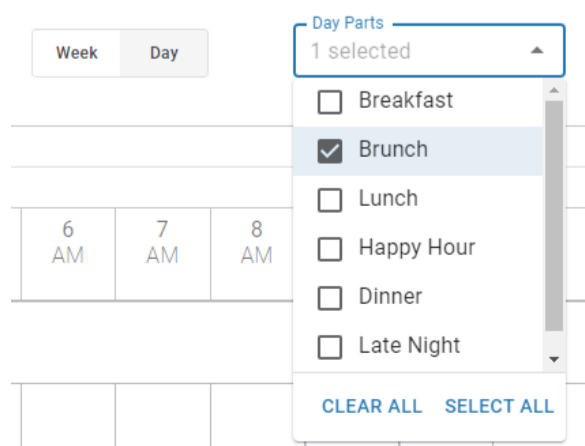 Day Parts
Week Day 1 selected
Breakfast
Brunch
Lunch
6 7 8
AM AM AM
Happy Hour
Dinner
Late Night
CLEAR ALL SELECT ALL